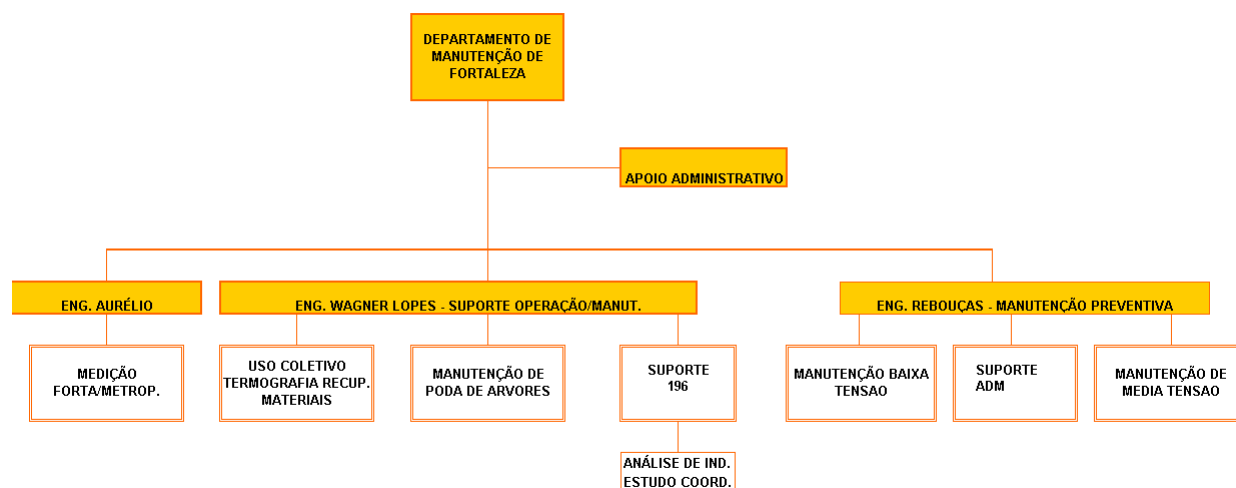 DEPARTAMENTO DE
MANUTENÇÃO DE
FORTALEZA
APOIO ADMINISTRATIVO
ENG. AURÉLIO
ENG. WAGNER LOPES - SUPORTE OPERAÇÃO/MANUT.
ENG. REBOUÇAS - MANUTENÇÃO PREVENTIVA
MEDIÇÃO
FORTA/METROP.
USO COLETIVO
TERMOGRAFIA RECUP.
MATERIAIS
MANUTENÇÃO DE
PODA DE ARVORES
SUPORTE
196
MANUTENÇÃO BAIXA
TENSAO
SUPORTE
ADM
MANUTENÇÃO DE
MEDIA TENSAO
ANÁLISE DE IND.
ESTUDO COORD.